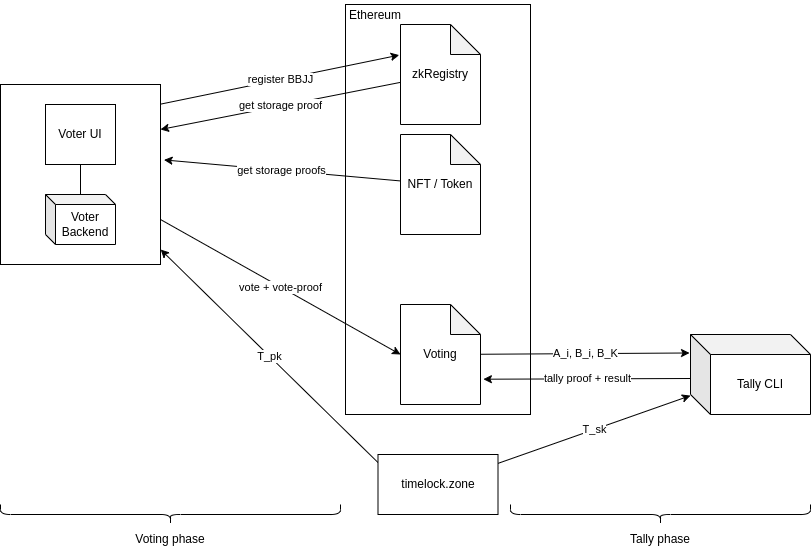 Ethereum
zkRegistry
register BBJJ
get storage proof
Voter UI
get storage proofs
NFT / Token
Voter
Backend
vote + vote-proof
Voting
A_i, B_i, B_K
T_pk
tally proof + result
Tally CLI
T_sk
timelock.zone
Voting phase
Tally phase